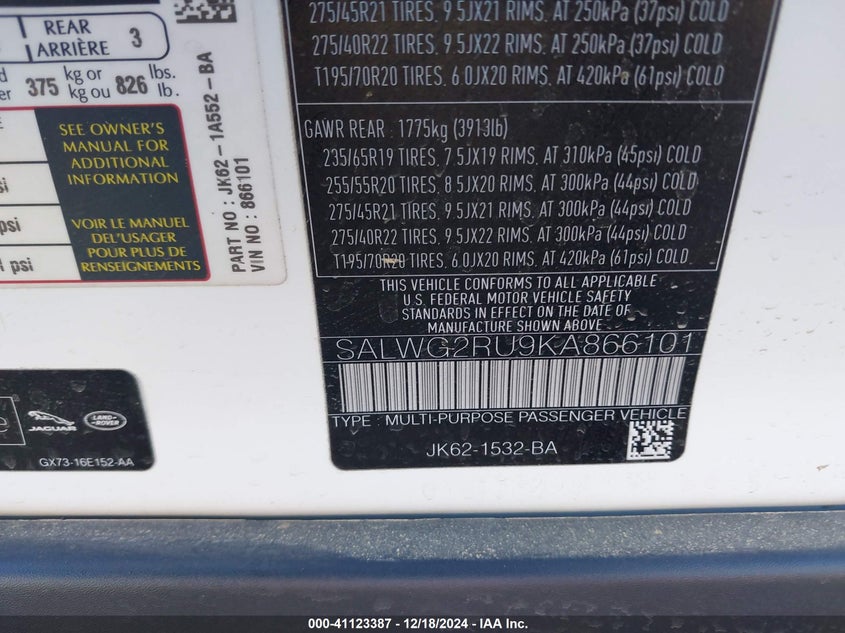 REAR
ARRIÈRE 3
375 kg or
kg ou 826 lbs.
lb.
SEE OWNER'S
MANUAL FOR
ADDITIONAL
INFORMATION
VOIR LE MANUEL
DEL'USAGER
POUR PLUS DE
RENSEIGNEMENTS
psi
psi
PART NO : JK62-1A552-BA
VIN NO : 866101
275/45R21 TIRES, 9.5JX21 RIMS, AT 250kPa (37psi) COLD
275/40R22 TIRES, 9.5JX22 RIMS, AT 250kPa (37psi) COLD
T195/70R20 TIRES, 6.0JX20 RIMS, AT 420kPa (61psi) COLD
GAWR REAR : 1775kg (3913lb)
235/65R19 TIRES, 7.5JX19 RIMS, AT 310kPa (45psi) COLD
255/55R20 TIRES, 8.5JX20 RIMS, AT 300kPa (44psi) COLD
275/45R21 TIRES, 9.5JX21 RIMS, AT 300kPa (44psi) COLD
275/40R22 TIRES, 9.5JX22 RIMS, AT 300kPa (44psi) COLD
T195/70R20 TIRES, 6.0JX20 RIMS, AT 420kPa (61psi) COLD
THIS VEHICLE CONFORMS TO ALL APPLICABLE
U.S. FEDERAL MOTOR VEHICLE SAFETY
STANDARDS IN EFFECT ON THE DATE OF
MANUFACTURE SHOWN ABOVE
SALWG2RU9KA866101
TYPE : MULTI-PURPOSE PASSENGER VEHICLE
JK62-1532-BA
JAGUAR
LAND-ROVER
GX73-16E152-AA
000-41123387 - 12/18/2024 - IAA Inc.